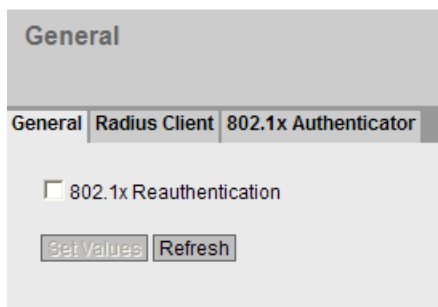 General
General Radius Client 802.1x Authenticator
802.1x Reauthentication
Set Values Refresh